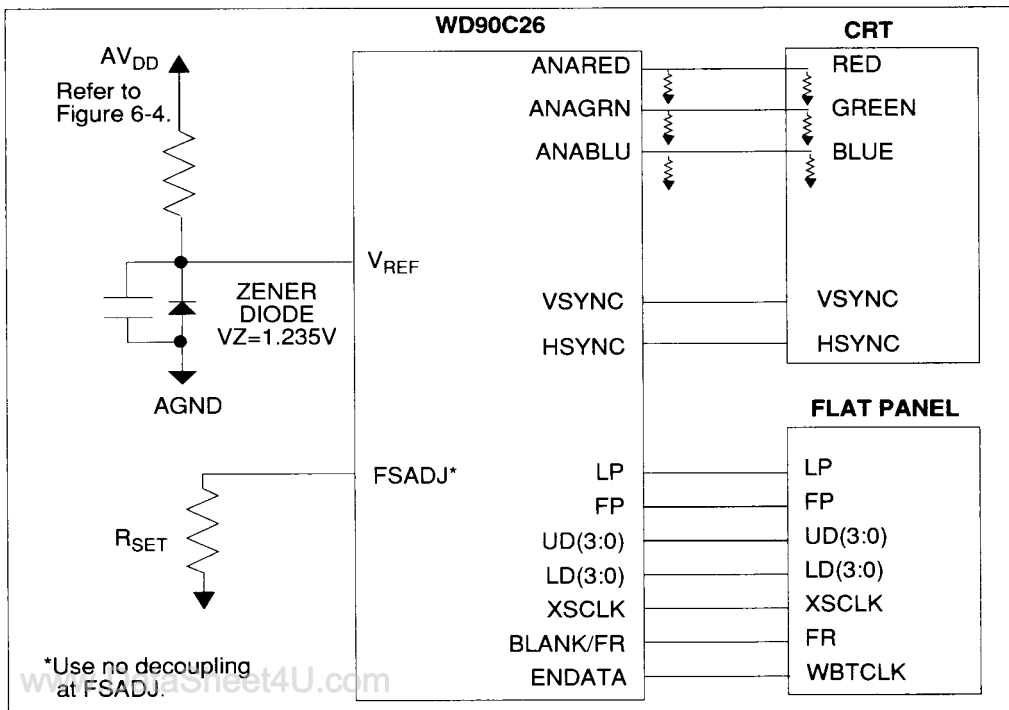 WD90C26
CRT
AV_DD
Refer to
Figure 6-4.
ANARED
RED
ANAGRN
GREEN
ANABLU
BLUE
V_REF
ZENER
DIODE
VZ=1.235V
AGND
VSYNC
VSYNC
HSYNC
HSYNC
FLAT PANEL
FSADJ*
R_SET
LP
LP
FP
FP
UD(3:0)
UD(3:0)
LD(3:0)
LD(3:0)
XSCLK
XSCLK
BLANK/FR
FR
ENDATA
WBTCLK
*Use no decoupling
at FSADJ.
www.DataSheet4U.com